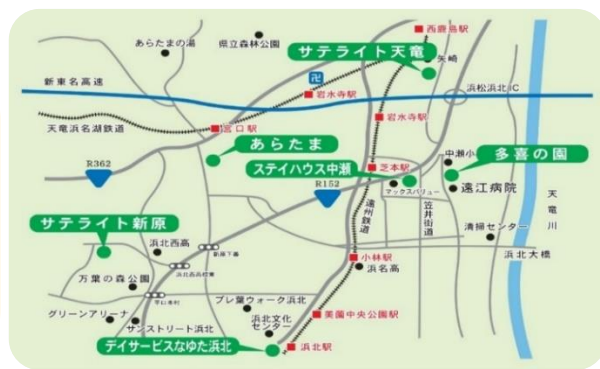 西鹿島駅
県立森林公園
あらたまの湯
サテライト天竜
矢崎
新東名高速
卍
浜松浜北IC
岩水寺駅
天竜浜名湖鉄道
宮口駅
岩水寺駅
あらたま
多喜の園
中瀬小
R362
ステイハウス中瀬
芝本駅
マックスバリュー
遠江病院
R152
天竜川
サテライト新原
遠州鉄道
笠井街道
清掃センター
浜北西高
新原下善
浜北大橋
小林駅
浜名高
万葉の森公園
プレ葉ウォーク浜北
グリーンアリーナ
サンストリート浜北
浜北文化
センター
美薗中央公園駅
デイサービスなゆた浜北
浜北駅